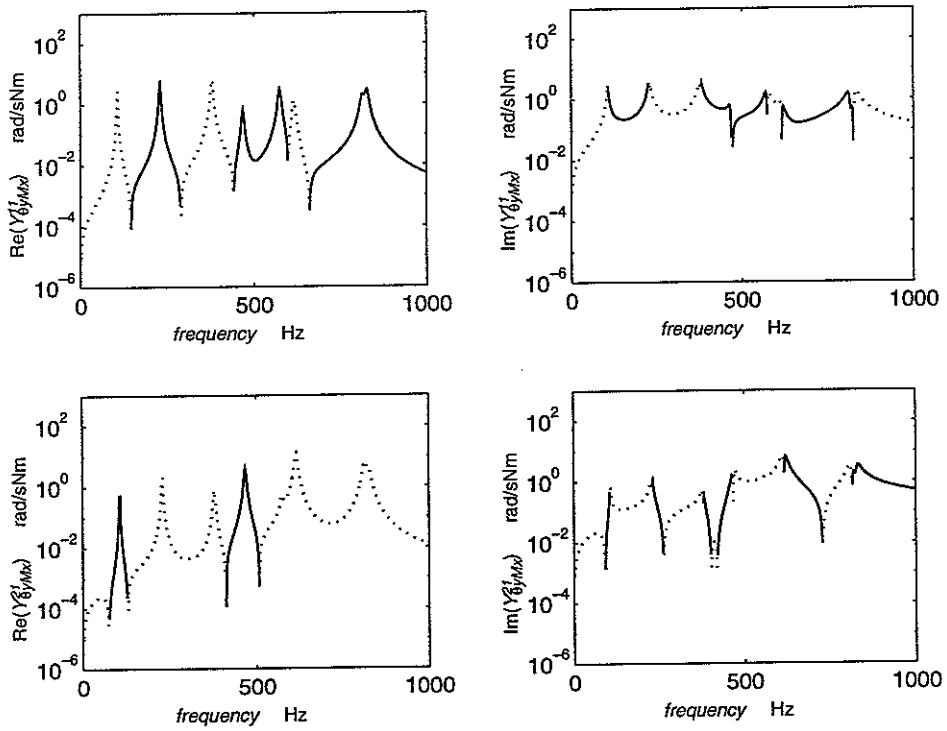 Re(Y^{11}_{θyMx}) rad/sNm
10^2
10^0
10^{-2}
10^{-4}
10^{-6}
0 500 1000
frequency Hz
Im(Y^{11}_{θyMx}) rad/sNm
10^2
10^0
10^{-2}
10^{-4}
10^{-6}
0 500 1000
frequency Hz
Re(Y^{21}_{θyMx}) rad/sNm
10^2
10^0
10^{-2}
10^{-4}
10^{-6}
0 500 1000
frequency Hz
Im(Y^{21}_{θyMx}) rad/sNm
10^2
10^0
10^{-2}
10^{-4}
10^{-6}
0 500 1000
frequency Hz